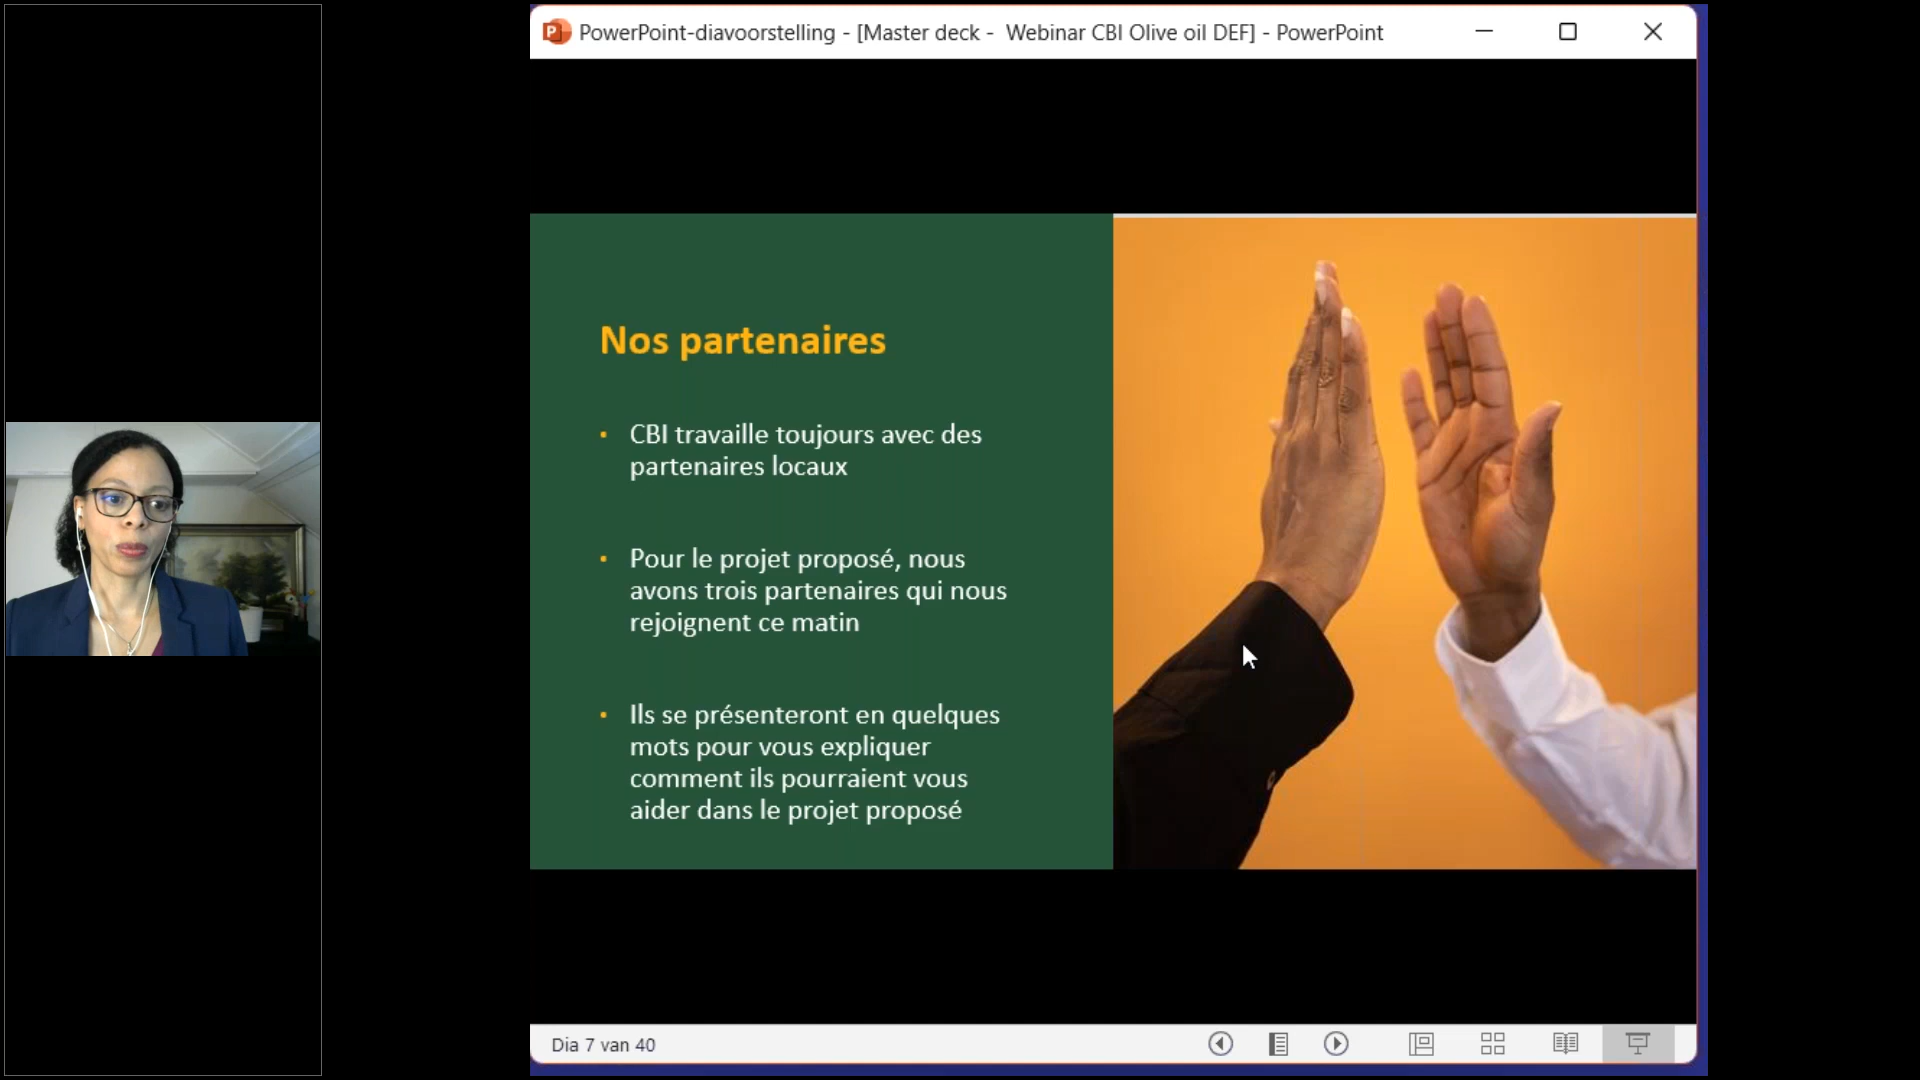 PowerPoint-diavoorstelling - [Master deck -  Webinar CBI Olive oil DEF] - PowerPoint
Nos partenaires
• CBI travaille toujours avec des
partenaires locaux
• Pour le projet proposé, nous
avons trois partenaires qui nous
rejoignent ce matin
• Ils se présenteront en quelques
mots pour vous expliquer
comment ils pourraient vous
aider dans le projet proposé
Dia 7 van 40